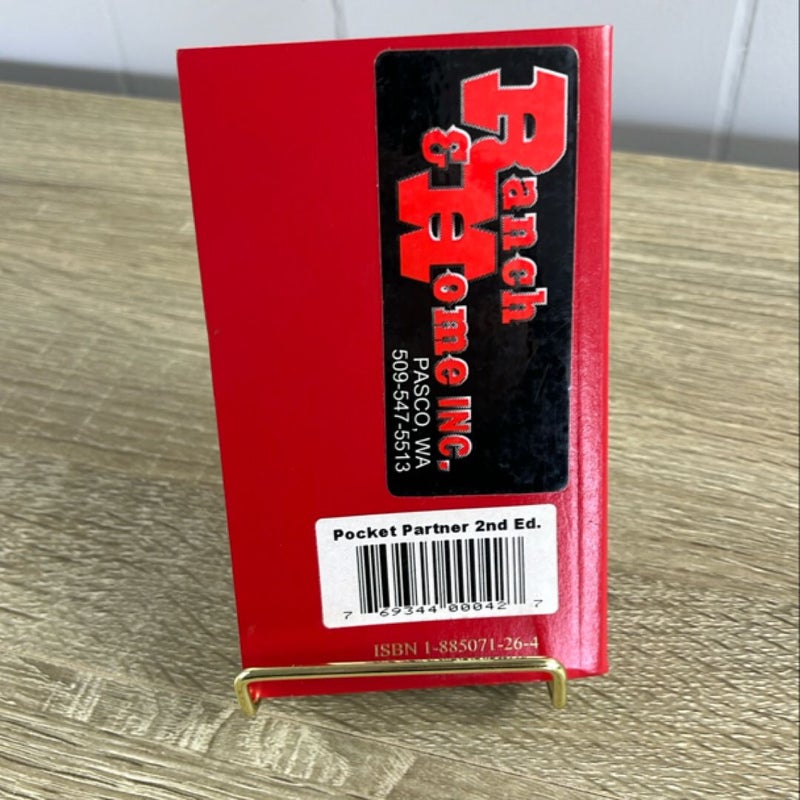 Ranch
& Home INC.
PASCO, WA
509-547-5513
Pocket Partner 2nd Ed.
7 69344 00042 7
ISBN 1-885071-26-4